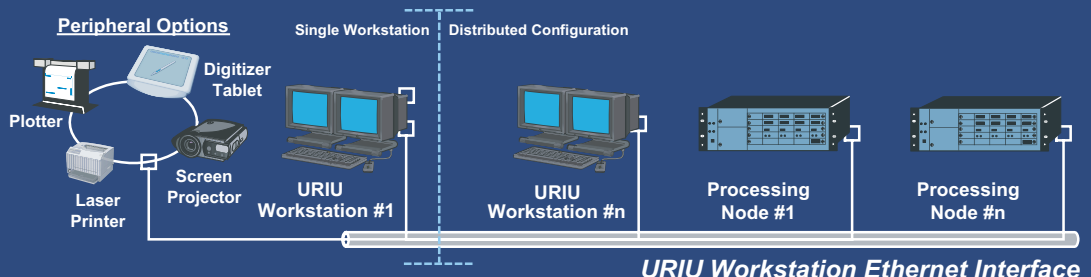 Peripheral Options
Single Workstation
Distributed Configuration
Digitizer
Tablet
Plotter
Screen
Projector
Laser
Printer
URIU
Workstation #1
URIU
Workstation #n
Processing
Node #1
Processing
Node #n
URIU Workstation Ethernet Interface